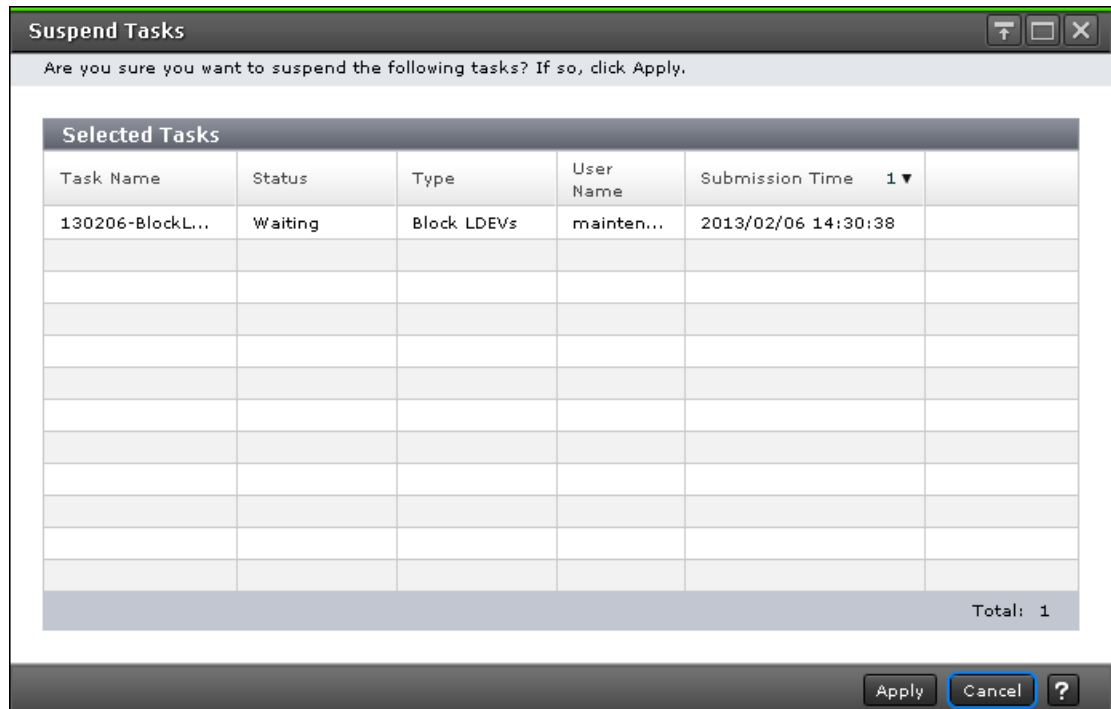 Suspend Tasks
Are you sure you want to suspend the following tasks? If so, click Apply.
Selected Tasks
Task Name Status Type User Name Submission Time 1▼
130206-BlockL... Waiting Block LDEVs mainten... 2013/02/06 14:30:38
Total: 1
Apply Cancel ?